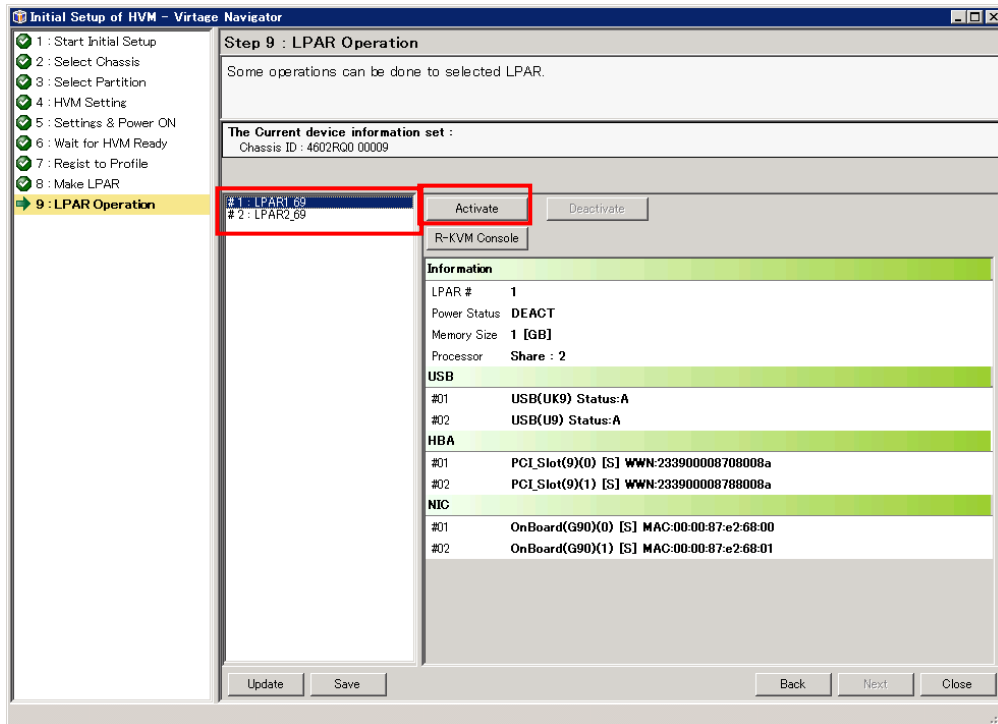 Initial Setup of HVM - Virtage Navigator
1 : Start Initial Setup
2 : Select Chassis
3 : Select Partition
4 : HVM Setting
5 : Settings & Power ON
6 : Wait for HVM Ready
7 : Regist to Profile
8 : Make LPAR
9 : LPAR Operation
Step 9 : LPAR Operation
Some operations can be done to selected LPAR.
The Current device information set :
Chassis ID : 4602RQ0 00009
# 1 : LPAR1_69
# 2 : LPAR2_69
Activate
Deactivate
R-KVM Console
Information
LPAR # 1
Power Status DEACT
Memory Size 1 [GB]
Processor Share : 2
USB
#01 USB(UK9) Status:A
#02 USB(U9) Status:A
HBA
#01 PCI_Slot(9)(0) [S] WWN:233900008708008a
#02 PCI_Slot(9)(1) [S] WWN:233900008788008a
NIC
#01 OnBoard(G90)(0) [S] MAC:00:00:87:e2:68:00
#02 OnBoard(G90)(1) [S] MAC:00:00:87:e2:68:01
Update
Save
Back
Next
Close